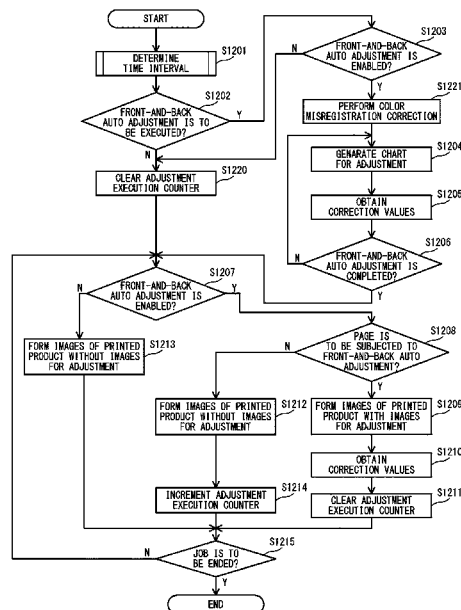 START
DETERMINE
TIME INTERVAL
S1201
FRONT-AND-BACK
AUTO ADJUSTMENT IS TO
BE EXECUTED?
S1202
Y
N
CLEAR ADJUSTMENT
EXECUTION COUNTER
S1220
FRONT-AND-BACK
AUTO ADJUSTMENT IS
ENABLED?
S1203
N
Y
PERFORM COLOR
MISREGISTRATION CORRECTION
S1221
GENARATE CHART
FOR ADJUSTMENT
S1204
OBTAIN
CORRECTION VALUES
S1205
FRONT-AND-BACK
AUTO ADJUSTMENT IS
COMPLETED?
S1206
N
Y
FRONT-AND-BACK
AUTO ADJUSTMENT IS
ENABLED?
S1207
N
Y
FORM IMAGES OF PRINTED
PRODUCT WITHOUT IMAGES
FOR ADJUSTMENT
S1213
PAGE IS
TO BE SUBJECTED TO
FRONT-AND-BACK AUTO
ADJUSTMENT?
S1208
N
Y
FORM IMAGES OF PRINTED
PRODUCT WITHOUT IMAGES
FOR ADJUSTMENT
S1212
FORM IMAGES OF PRINTED
PRODUCT WITH IMAGES
FOR ADJUSTMENT
S1209
OBTAIN
CORRECTION VALUES
S1210
INCREMENT ADJUSTMENT
EXECUTION COUNTER
S1214
CLEAR ADJUSTMENT
EXECUTION COUNTER
S1211
JOB IS TO
BE ENDED?
S1215
N
Y
END